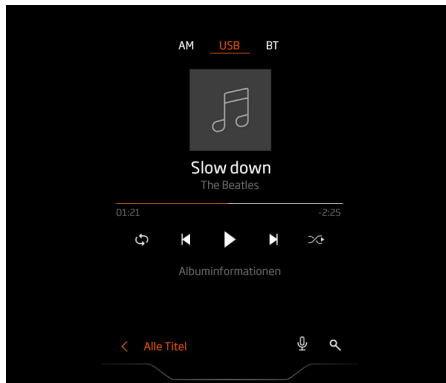 AM USB BT
Slow down
The Beatles
01:21 -2:25
Albuminformationen
Alle Titel